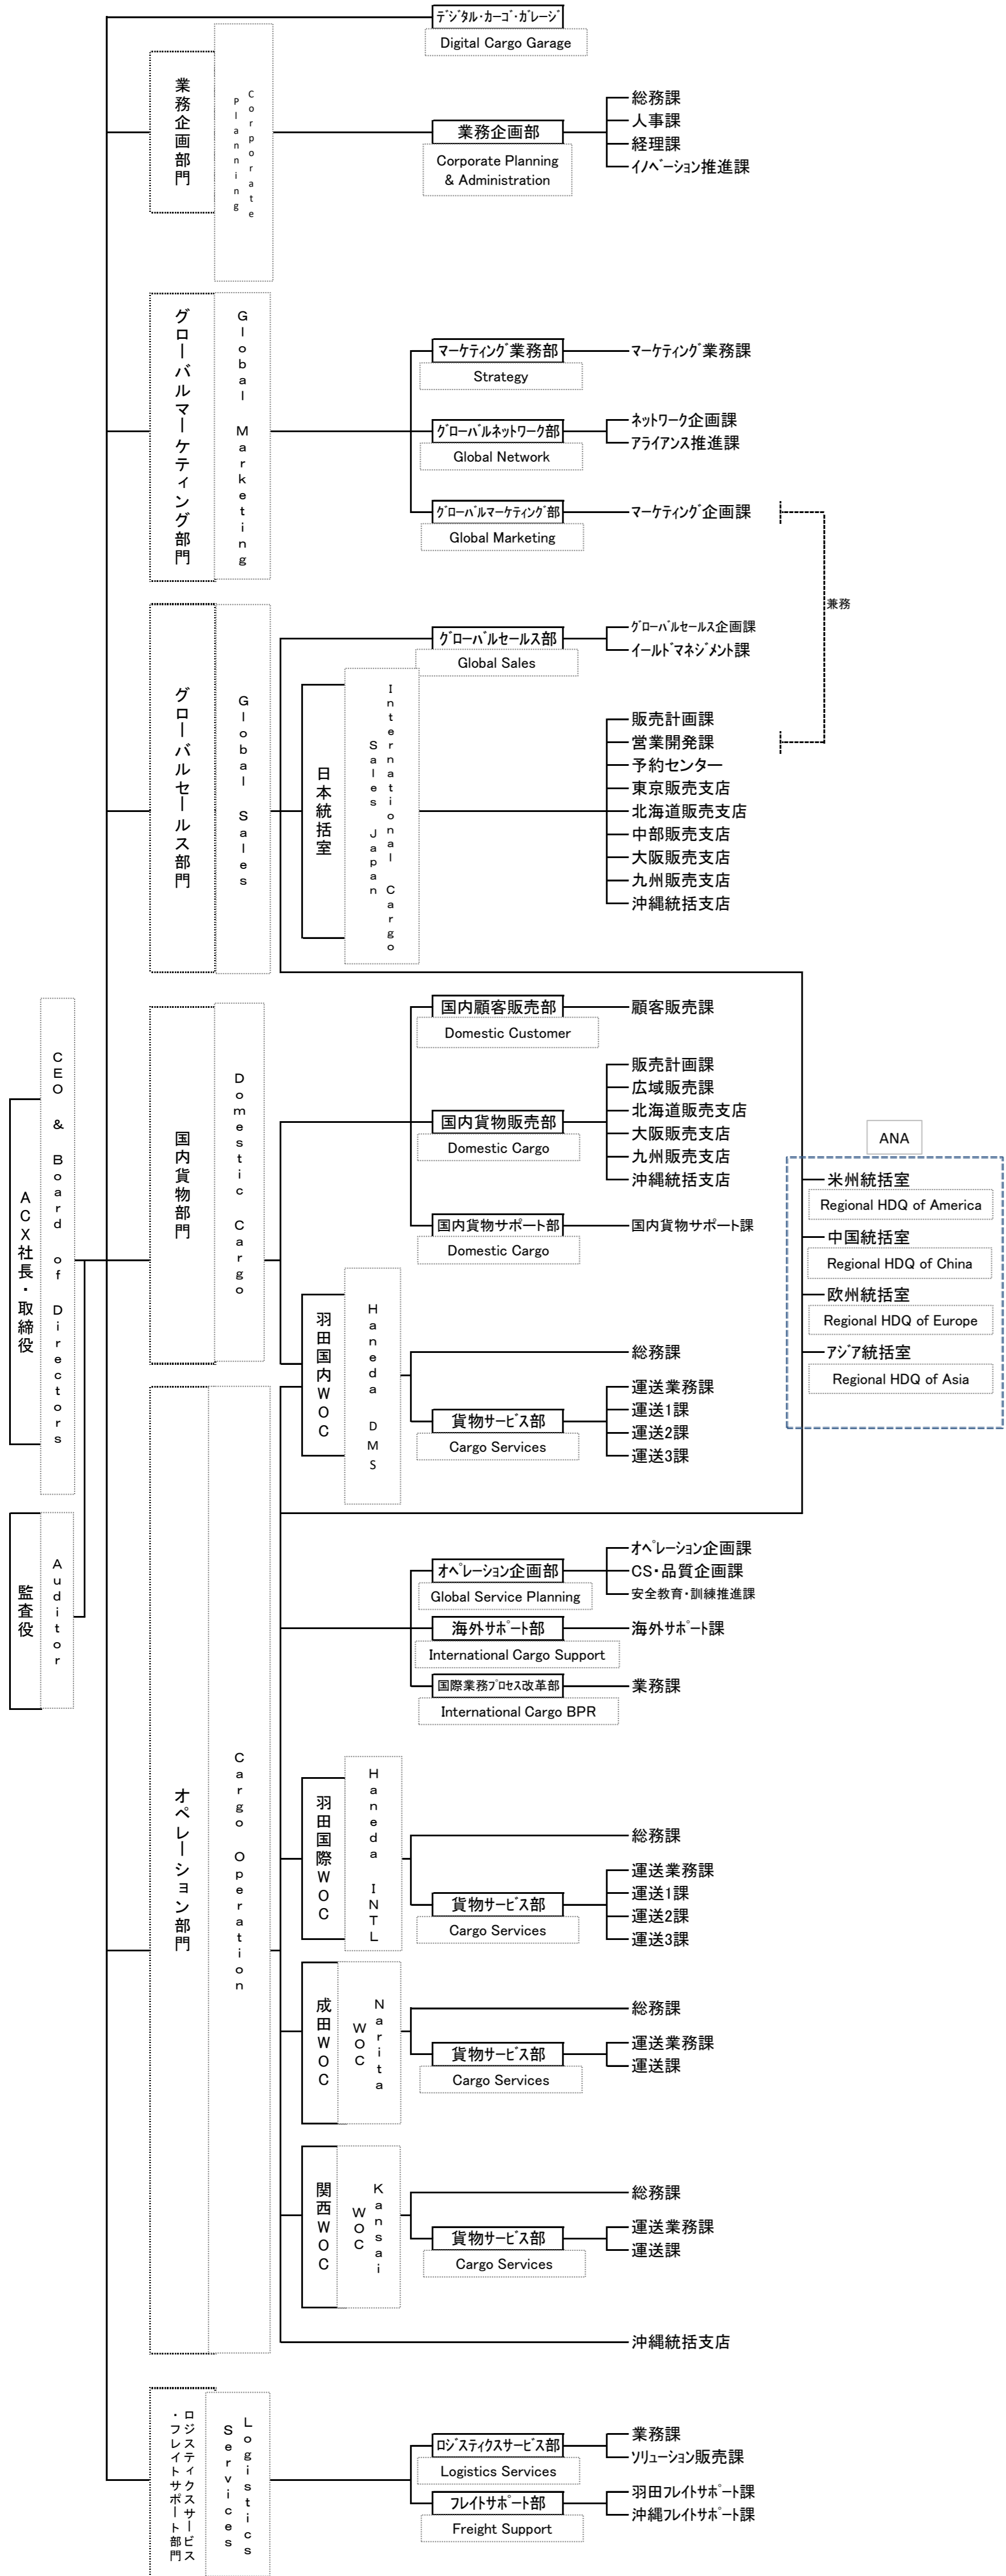 デジタル・カーゴ・ガレージ
Digital Cargo Garage
業務企画部門
Corporate
Planning
業務企画部
Corporate Planning
& Administration
総務課
人事課
経理課
イノベーション推進課
グローバルマーケティング部門
Global Marketing
マーケティング業務部
Strategy
マーケティング業務課
グローバルネットワーク部
Global Network
ネットワーク企画課
アライアンス推進課
グローバルマーケティング部
Global Marketing
マーケティング企画課
兼務
グローバルセールス部門
Global Sales
グローバルセールス部
Global Sales
グローバルセールス企画課
イールドマネジメント課
日本統括室
International Cargo
Sales Japan
販売計画課
営業開発課
予約センター
東京販売支店
北海道販売支店
中部販売支店
大阪販売支店
九州販売支店
沖縄統括支店
ACX社長・取締役
CEO & Board of Directors
監査役
Auditor
国内貨物部門
Domestic Cargo
国内顧客販売部
Domestic Customer
顧客販売課
国内貨物販売部
Domestic Cargo
販売計画課
広域販売課
北海道販売支店
大阪販売支店
九州販売支店
沖縄統括支店
国内貨物サポート部
Domestic Cargo
国内貨物サポート課
ANA
米州統括室
Regional HDQ of America
中国統括室
Regional HDQ of China
欧州統括室
Regional HDQ of Europe
アジア統括室
Regional HDQ of Asia
羽田国内WOC
Haneda DMS
総務課
貨物サービス部
Cargo Services
運送業務課
運送1課
運送2課
運送3課
オペレーション部門
Cargo Operation
オペレーション企画部
Global Service Planning
オペレーション企画課
CS・品質企画課
安全教育・訓練推進課
海外サポート部
International Cargo Support
海外サポート課
国際業務プロセス改革部
International Cargo BPR
業務課
羽田国際WOC
Haneda INTL
総務課
貨物サービス部
Cargo Services
運送業務課
運送1課
運送2課
運送3課
成田WOC
Narita
WOC
総務課
貨物サービス部
Cargo Services
運送業務課
運送課
関西WOC
Kansai
WOC
総務課
貨物サービス部
Cargo Services
運送業務課
運送課
沖縄統括支店
ロジスティクスサービス
・フレイトサポート部門
Logistics
Services
ロジスティクスサービス部
Logistics Services
業務課
ソリューション販売課
フレイトサポート部
Freight Support
羽田フレイトサポート課
沖縄フレイトサポート課